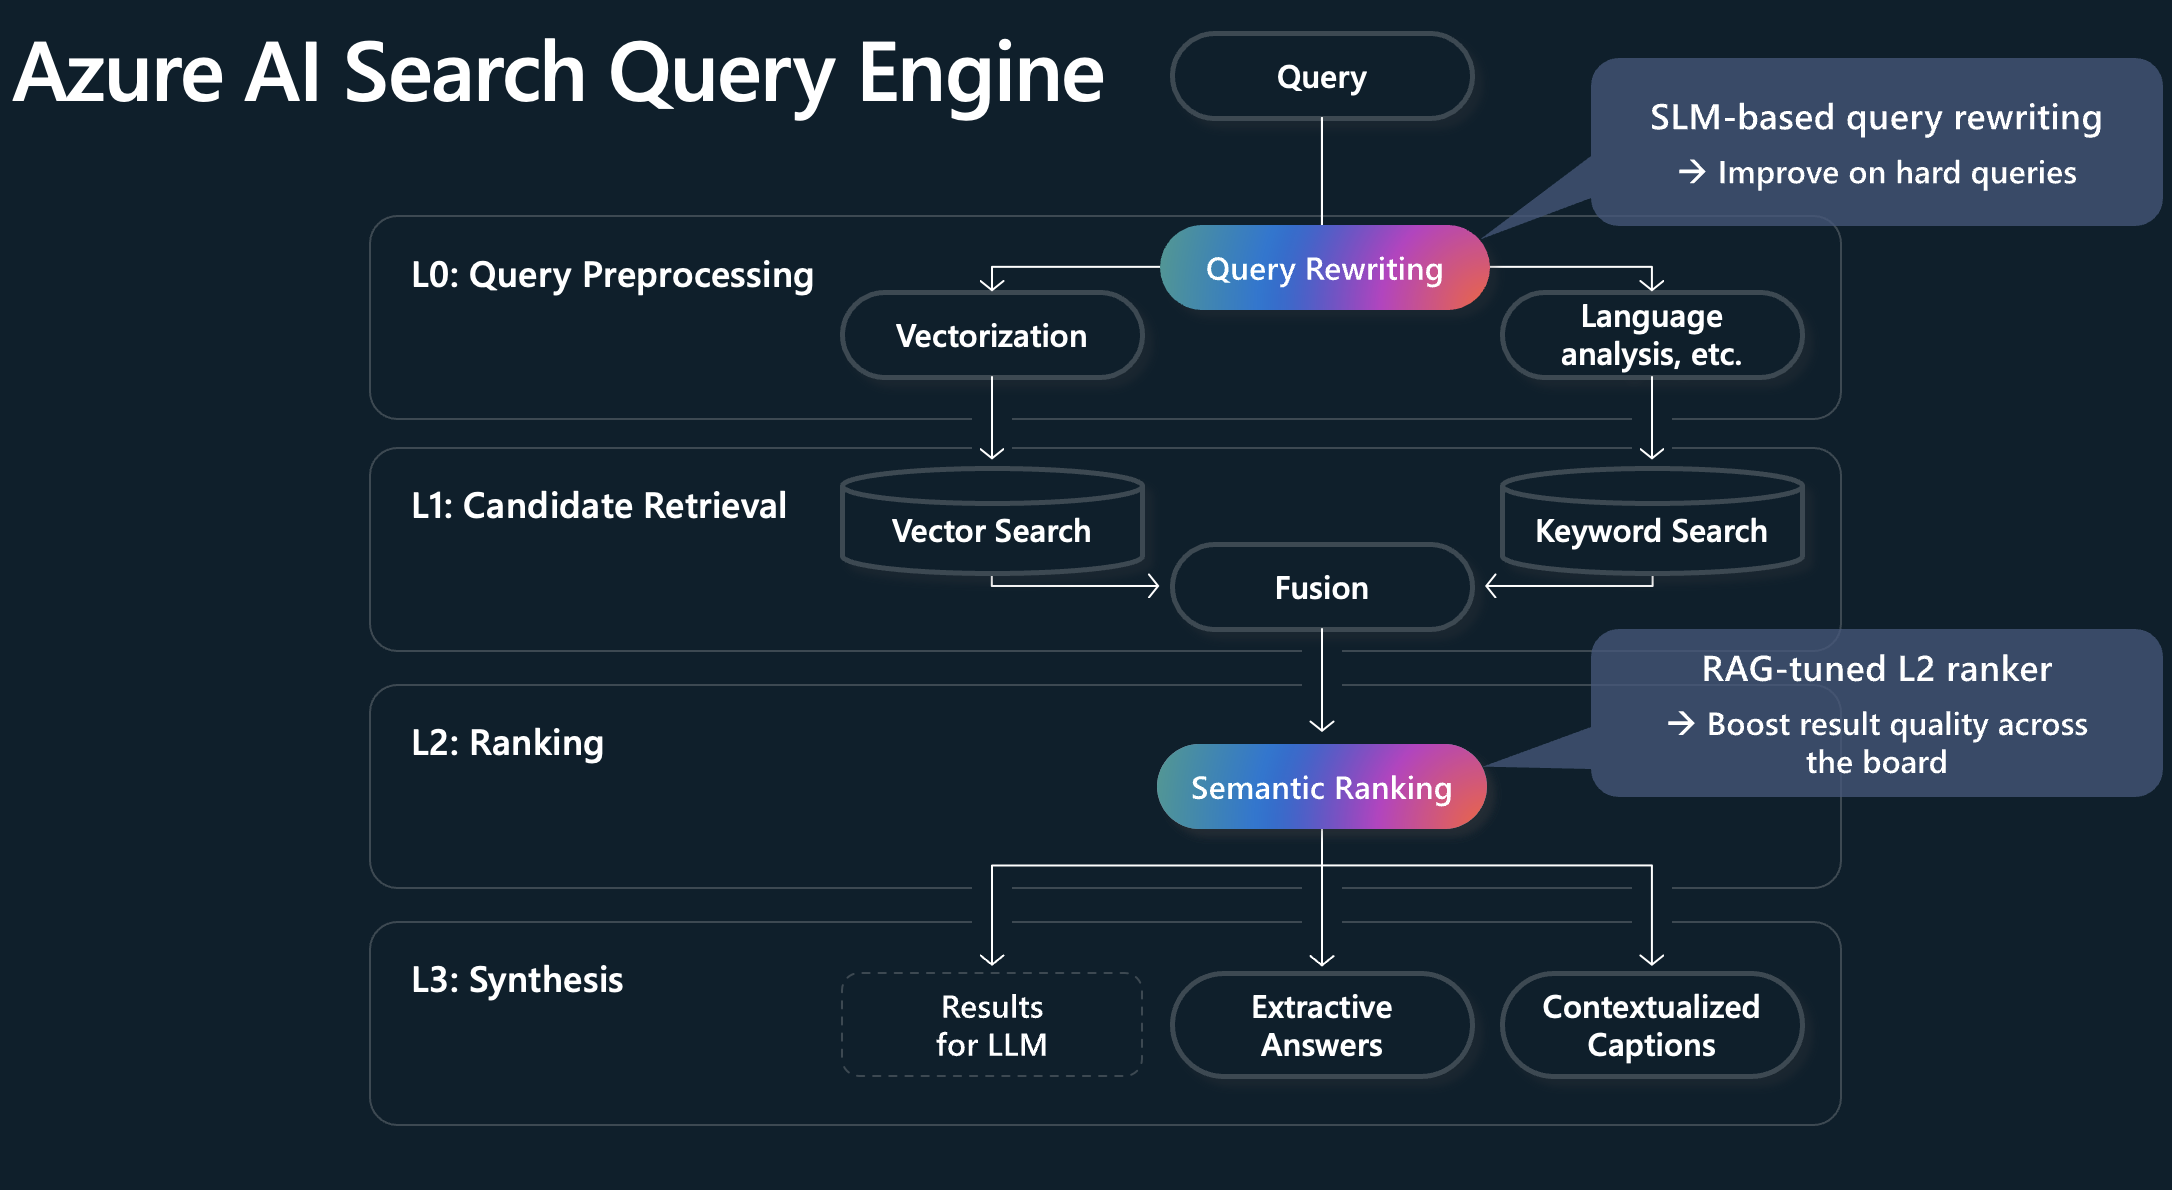 Azure AI Search Query Engine
Query
SLM-based query rewriting
→ Improve on hard queries
L0: Query Preprocessing
Query Rewriting
Vectorization
Language
analysis, etc.
L1: Candidate Retrieval
Vector Search
Keyword Search
Fusion
RAG-tuned L2 ranker
→ Boost result quality across
the board
L2: Ranking
Semantic Ranking
L3: Synthesis
Results
for LLM
Extractive
Answers
Contextualized
Captions